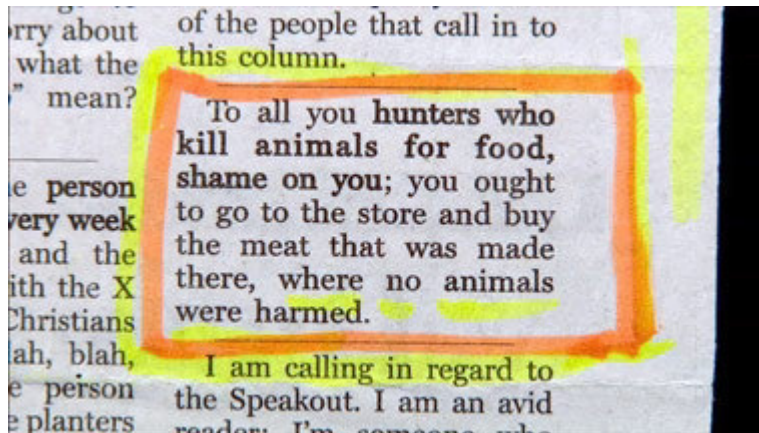 orry about
what the
" mean?
e person
very week
and the
ith the X
Christians
lah, blah,
e person
e planters
of the people that call in to
this column.
To all you hunters who
kill animals for food,
shame on you; you ought
to go to the store and buy
the meat that was made
there, where no animals
were harmed.
I am calling in regard to
the Speakout. I am an avid